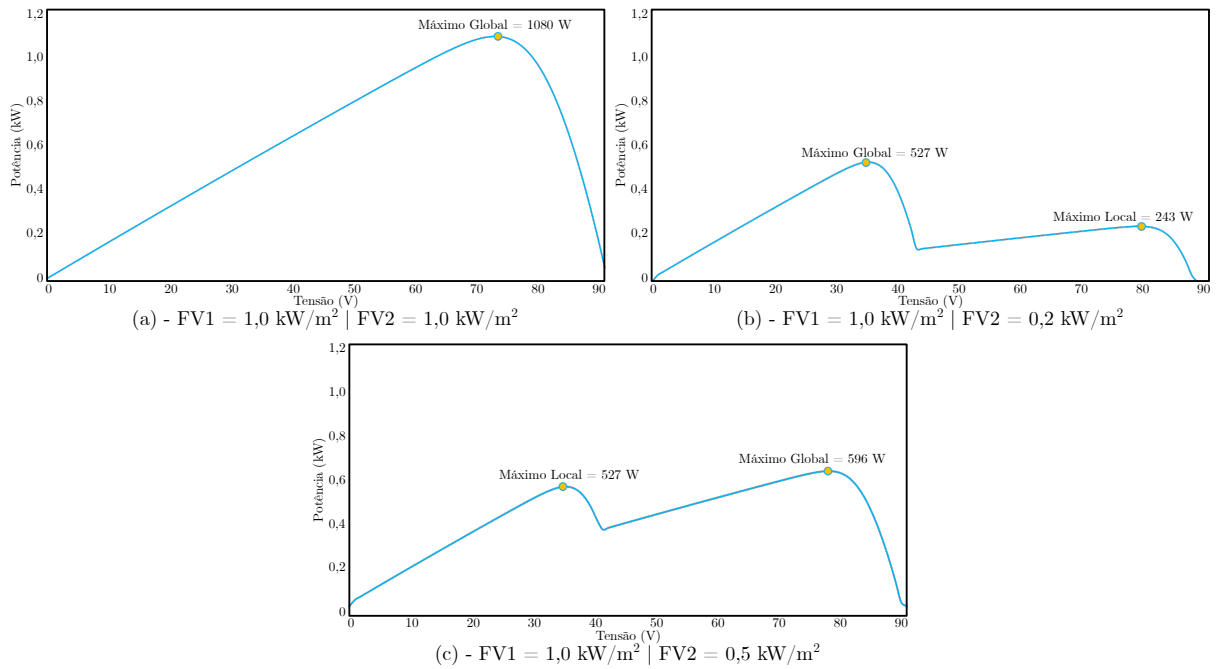 1,2
Máximo Global = 1080 W
1,0
0,8
Potência (kW)
0,6
0,4
0,2
0
0 10 20 30 40 50 60 70 80 90
Tensão (V)
(a) - FV1 = 1,0 kW/m² | FV2 = 1,0 kW/m²
1,2
1,0
0,8
Potência (kW)
0,6
Máximo Global = 527 W
0,4
Máximo Local = 243 W
0,2
0
0 10 20 30 40 50 60 70 80 90
Tensão (V)
(b) - FV1 = 1,0 kW/m² | FV2 = 0,2 kW/m²
1,2
1,0
0,8
Potência (kW)
Máximo Global = 596 W
0,6
Máximo Local = 527 W
0,4
0,2
0
0 10 20 30 40 50 60 70 80 90
Tensão (V)
(c) - FV1 = 1,0 kW/m² | FV2 = 0,5 kW/m²